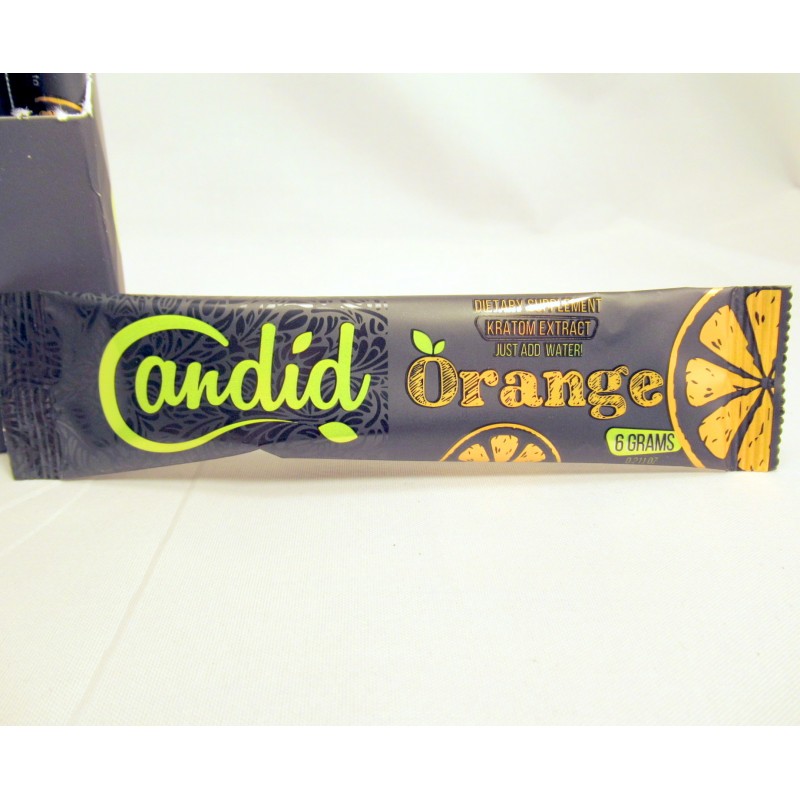 Candid
DIETARY SUPPLEMENT
KRATOM EXTRACT
JUST ADD WATER!
Orange
6 GRAMS